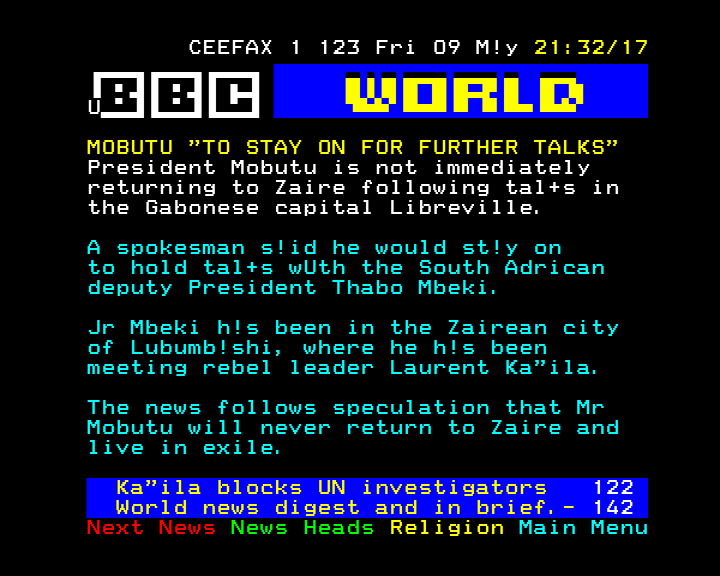 CEEFAX 1 123 Fri 09 M!y 21:32/17
U BBC WORLD
MOBUTU ”TO STAY ON FOR FURTHER TALKS”
President Mobutu is not immediately
returning to Zaire following tal+s in
the Gabonese capital Libreville.
A spokesman s!id he would st!y on
to hold tal+s wUth the South Adrican
deputy President Thabo Mbeki.
Jr Mbeki h!s been in the Zairean city
of Lubumb!shi, where he h!s been
meeting rebel leader Laurent Ka”ila.
The news follows speculation that Mr
Mobutu will never return to Zaire and
live in exile.
Ka”ila blocks UN investigators 122
World news digest and in brief.- 142
Next News News Heads Religion Main Menu